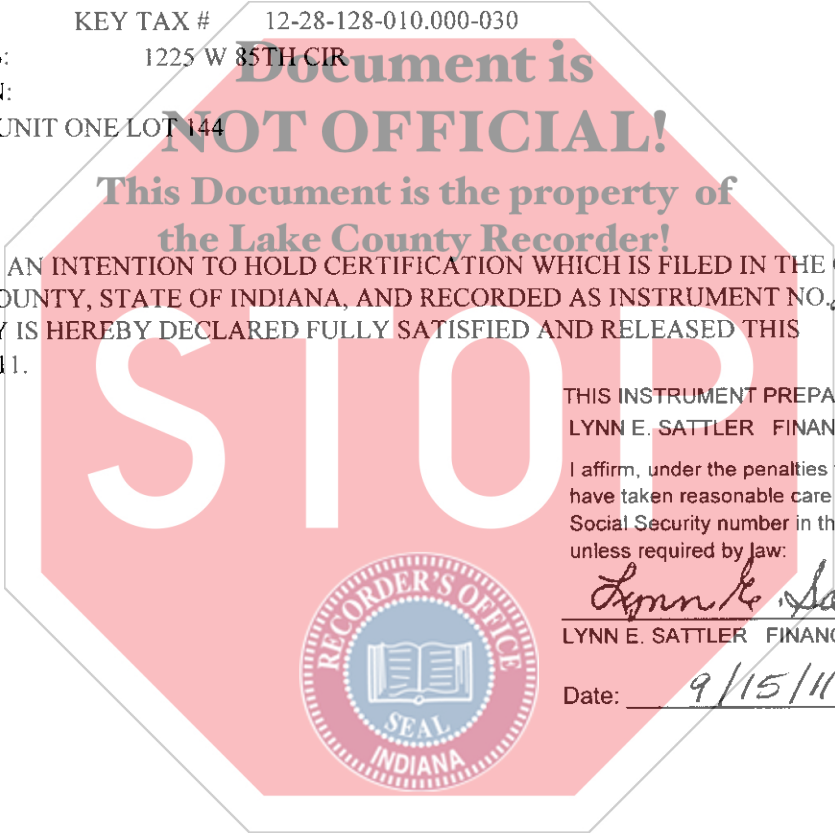 KEY TAX # 12-28-128-010.000-030
1225 W 85TH CIR
Document is
UNIT ONE LOT 144
NOT OFFICIAL!
This Document is the property of
the Lake County Recorder!
AN INTENTION TO HOLD CERTIFICATION WHICH IS FILED IN THE
OUNTY, STATE OF INDIANA, AND RECORDED AS INSTRUMENT NO.
Y IS HEREBY DECLARED FULLY SATISFIED AND RELEASED THIS
11.
STOP
THIS INSTRUMENT PREPA
LYNN E. SATTLER FINAN
I affirm, under the penalties
have taken reasonable care
Social Security number in th
unless required by law:
Lynn E. Sa
LYNN E. SATTLER FINANC
Date: 9/15/11
RECORDER'S OFFICE
SEAL
INDIANA